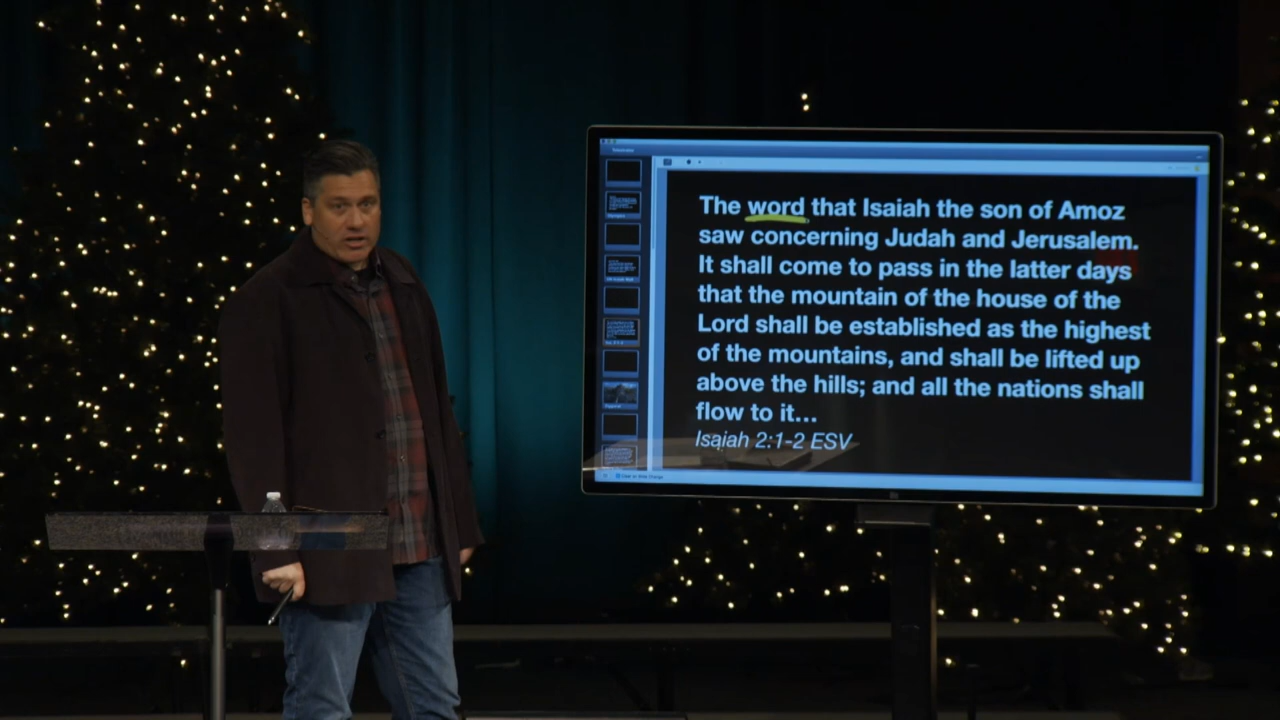 The word that Isaiah the son of Amoz
saw concerning Judah and Jerusalem.
It shall come to pass in the latter days
that the mountain of the house of the
Lord shall be established as the highest
of the mountains, and shall be lifted up
above the hills; and all the nations shall
flow to it...
Isaiah 2:1-2 ESV